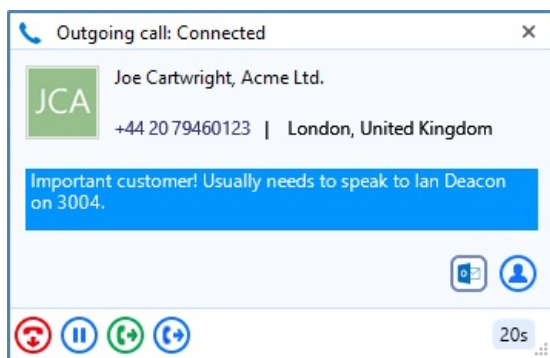 Outgoing call: Connected
JCA
Joe Cartwright, Acme Ltd.
+44 20 79460123 | London, United Kingdom
Important customer! Usually needs to speak to Ian Deacon
on 3004.
20s